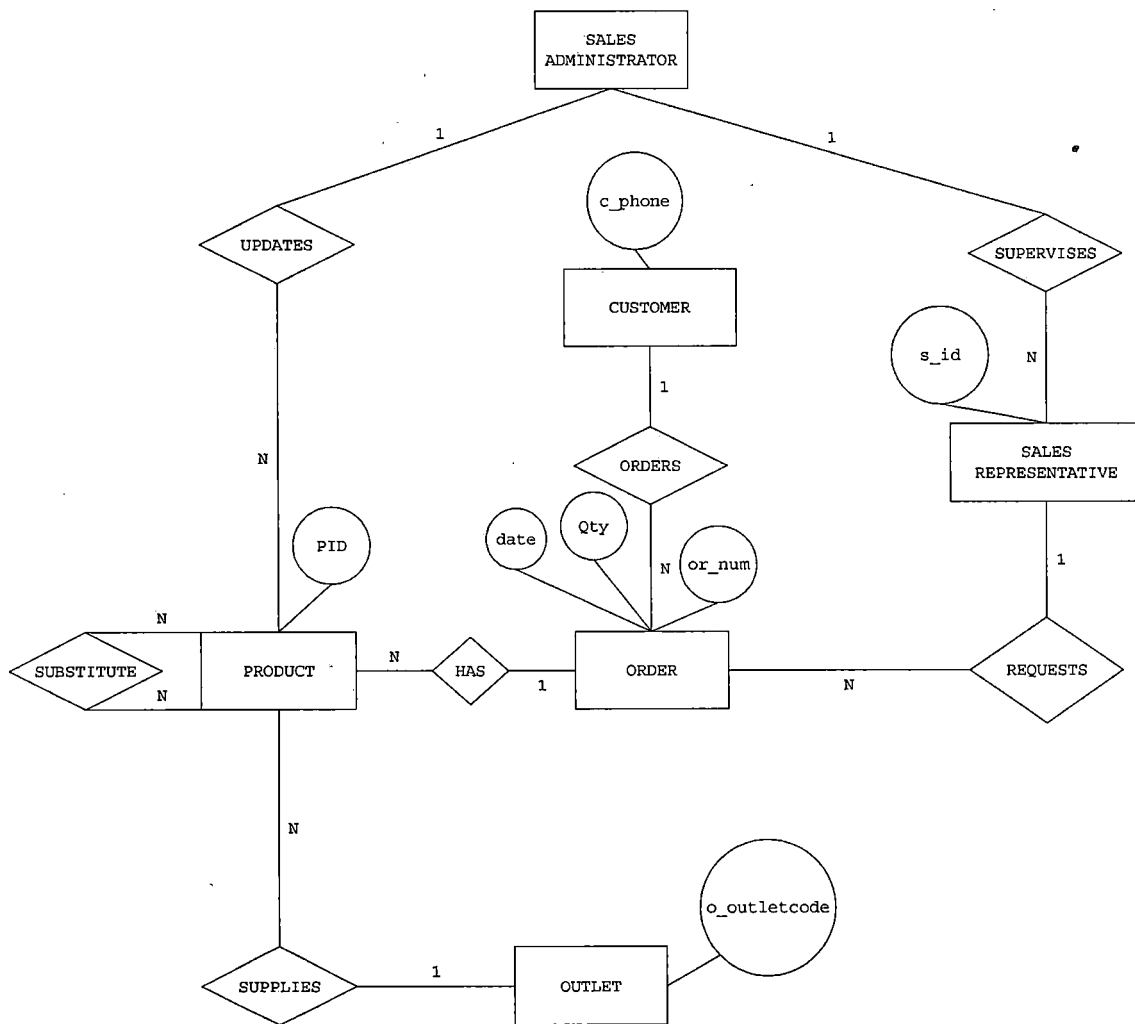 SALES
ADMINISTRATOR
1
1
c_phone
UPDATES
SUPERVISES
CUSTOMER
s_id
N
1
SALES
REPRESENTATIVE
N
ORDERS
Qty
date
PID
or_num
1
N
N
SUBSTITUTE
PRODUCT
N
HAS
ORDER
REQUESTS
N
1
N
N
o_outletcode
1
SUPPLIES
OUTLET